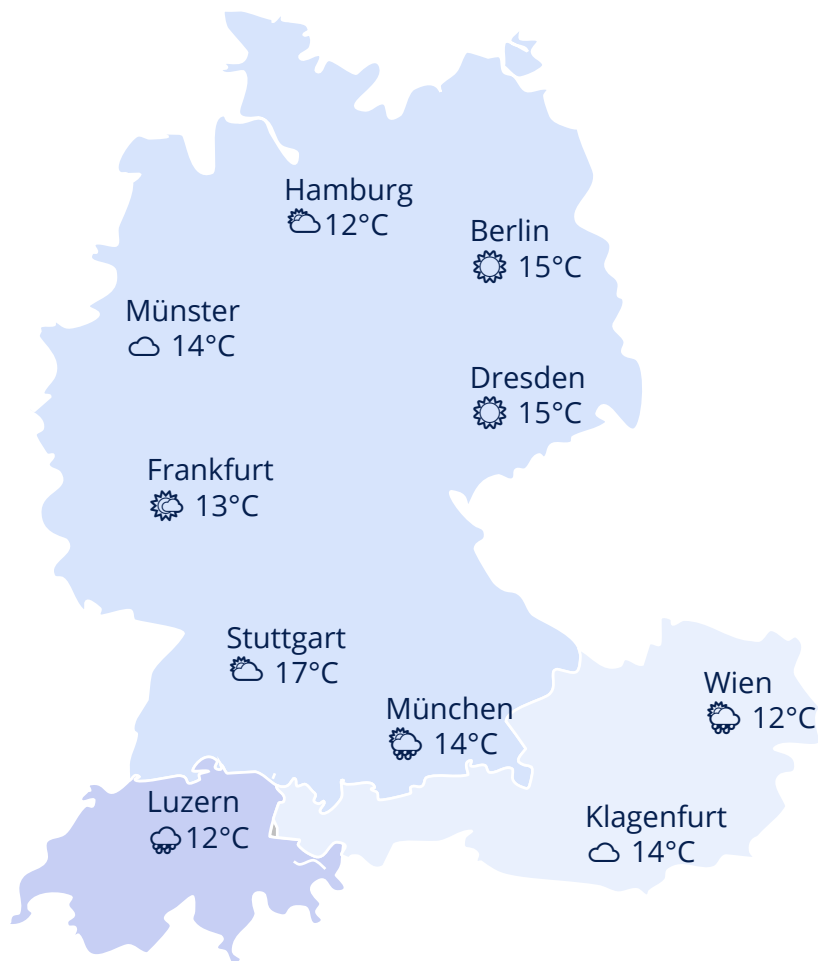 Hamburg
12°C
Berlin
15°C
Münster
14°C
Dresden
15°C
Frankfurt
13°C
Stuttgart
17°C
München
14°C
Wien
12°C
Luzern
12°C
Klagenfurt
14°C